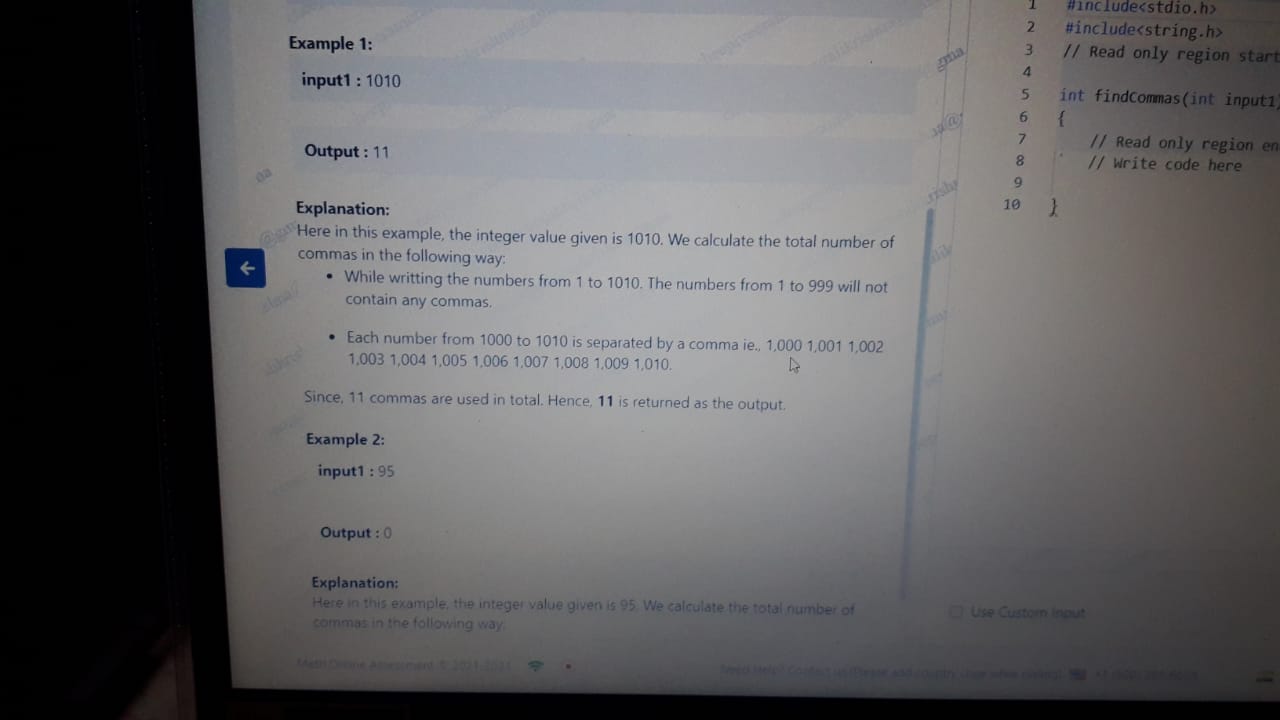 Example 1:
input1 : 1010
Output : 11
Explanation:
Here in this example, the integer value given is 1010. We calculate the total number of
commas in the following way:
• While writting the numbers from 1 to 1010. The numbers from 1 to 999 will not
contain any commas.
• Each number from 1000 to 1010 is separated by a comma ie., 1,000 1,001 1,002
1,003 1,004 1,005 1,006 1,007 1,008 1,009 1,010.
Since, 11 commas are used in total. Hence, 11 is returned as the output.
Example 2:
input1 : 95
Output : 0
Explanation:
Here in this example, the integer value given is 95. We calculate the total number of
commas in the following way:
Online Assessment ©
Need Help? Contact us
1 #include<stdio.h>
2 #include<string.h>
3 // Read only region start
4
5 int findCommas(int input1)
6 {
7 // Read only region en
8 // Write code here
9
10 }
Use Custom Input